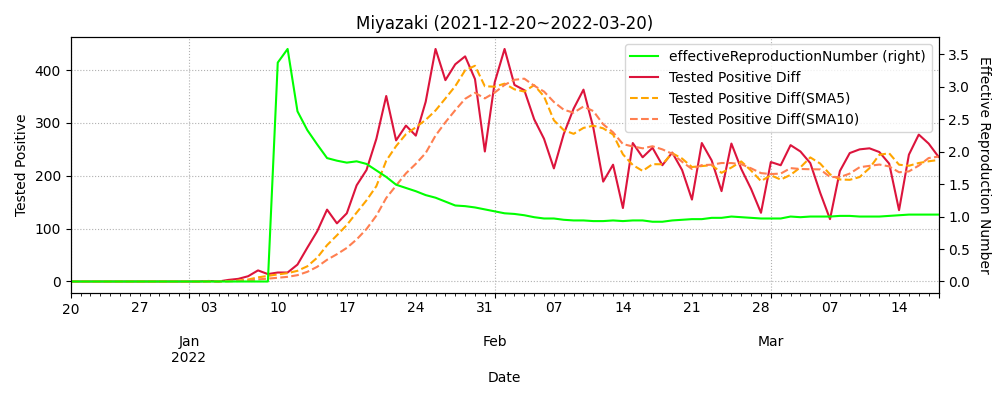 Miyazaki (2021-12-20~2022-03-20)
effectiveReproductionNumber (right)
Tested Positive Diff
Tested Positive Diff(SMA5)
Tested Positive Diff(SMA10)
Tested Positive
400
300
200
100
0
3.5
3.0
2.5
2.0
1.5
1.0
0.5
0.0
Effective Reproduction Number
20 27 03 10 17 24 31 07 14 21 28 07 14
Jan Feb Mar
2022
Date